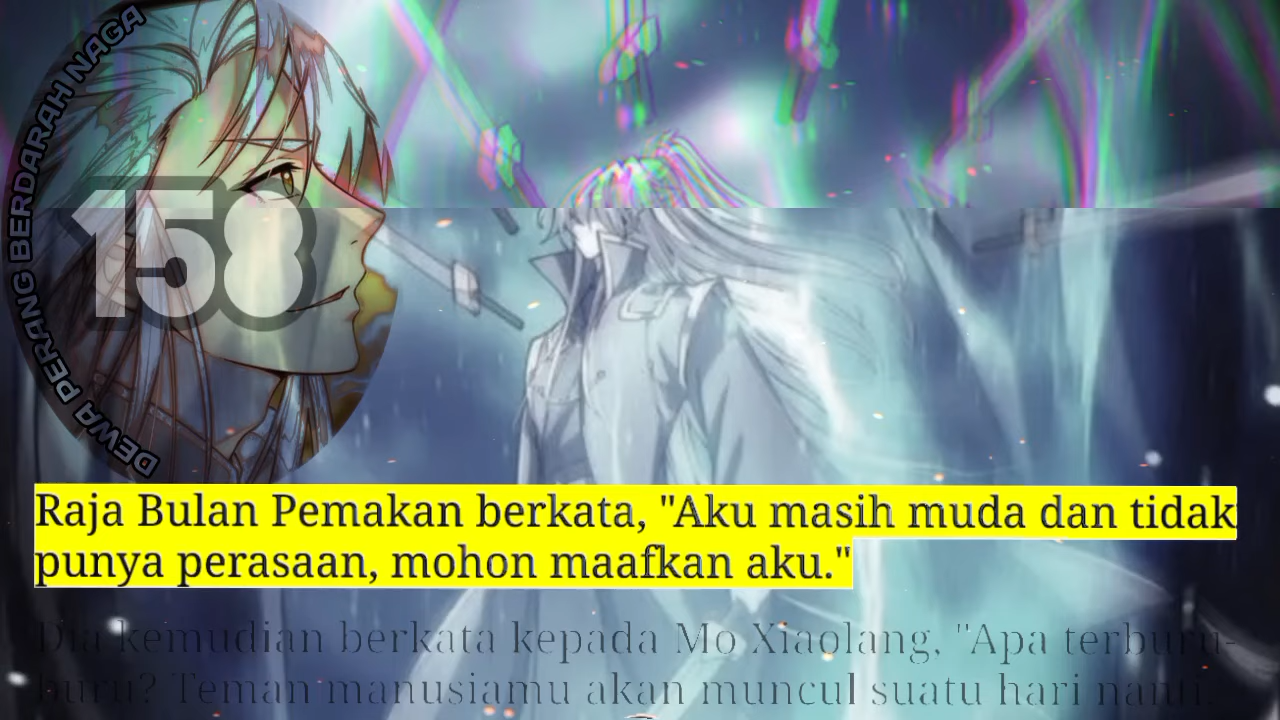 DEWA PERANG BERDARAH NAGA
158
Raja Bulan Pemakan berkata, "Aku masih muda dan tidak
punya perasaan, mohon maafkan aku."
Dia kemudian berkata kepada Mo Xiaolang, "Apa terburu-
buru? Teman manusiamu akan muncul suatu hari nanti.